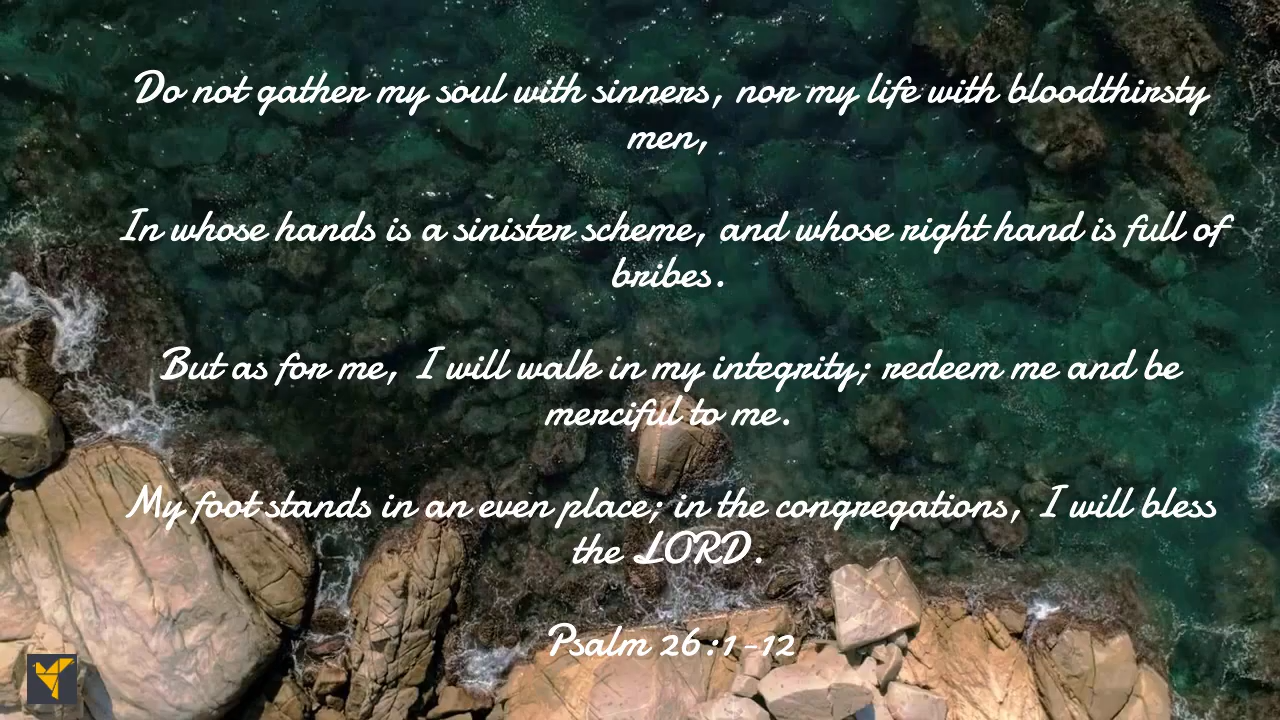 Do not gather my soul with sinners, nor my life with bloodthirsty
men,
In whose hands is a sinister scheme, and whose right hand is full of
bribes.
But as for me, I will walk in my integrity; redeem me and be
merciful to me.
My foot stands in an even place; in the congregations, I will bless
the LORD.
Psalm 26:1-12